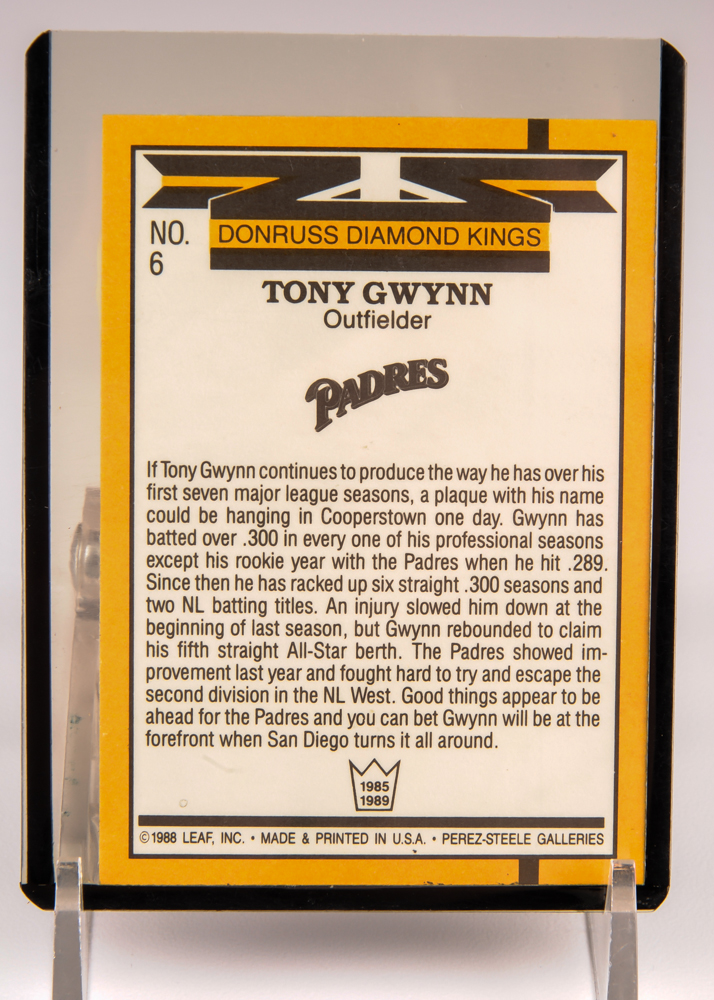 NO.
6
DONRUSS DIAMOND KINGS
TONY GWYNN
Outfielder
PADRES
If Tony Gwynn continues to produce the way he has over his
first seven major league seasons, a plaque with his name
could be hanging in Cooperstown one day. Gwynn has
batted over .300 in every one of his professional seasons
except his rookie year with the Padres when he hit .289.
Since then he has racked up six straight .300 seasons and
two NL batting titles. An injury slowed him down at the
beginning of last season, but Gwynn rebounded to claim
his fifth straight All-Star berth. The Padres showed im-
provement last year and fought hard to try and escape the
second division in the NL West. Good things appear to be
ahead for the Padres and you can bet Gwynn will be at the
forefront when San Diego turns it all around.
1985
1989
©1988 LEAF, INC. • MADE & PRINTED IN U.S.A. • PEREZ-STEELE GALLERIES